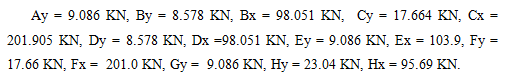 Ay = 9.086 KN, By = 8.578 KN, Bx = 98.051 KN, Cy = 17.664 KN, Cx =
201.905 KN, Dy = 8.578 KN, Dx =98.051 KN, Ey = 9.086 KN, Ex = 103.9, Fy =
17.66 KN, Fx = 201.0 KN, Gy = 9.086 KN, Hy = 23.04 KN, Hx = 95.69 KN.